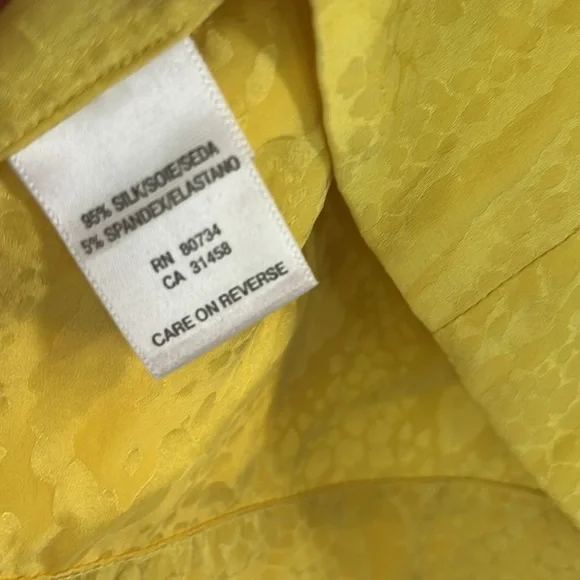 95% SILK/SOIE/SEDA
5% SPANDEX/ELASTANO
RN 80734
CA 31458
CARE ON REVERSE